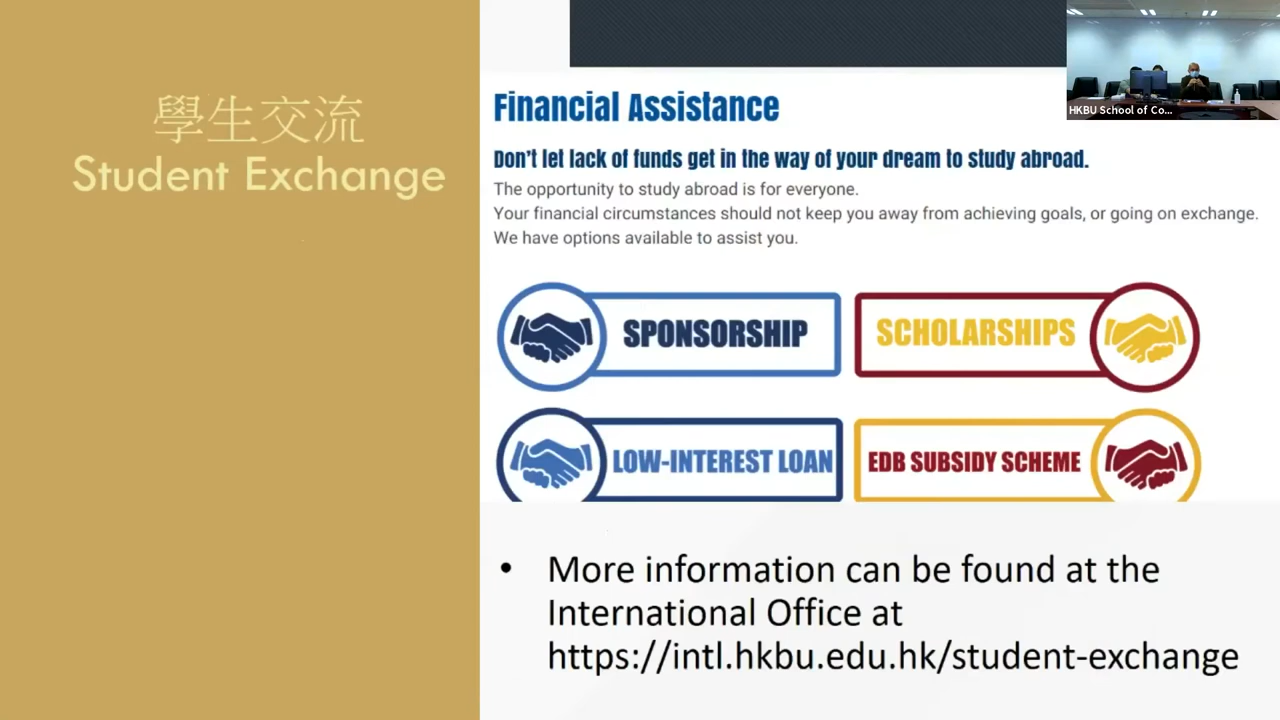 學生交流
Student Exchange
HKBU School of Co...
Financial Assistance
Don't let lack of funds get in the way of your dream to study abroad.
The opportunity to study abroad is for everyone.
Your financial circumstances should not keep you away from achieving goals, or going on exchange.
We have options available to assist you.
SPONSORSHIP
SCHOLARSHIPS
LOW-INTEREST LOAN
EDB SUBSIDY SCHEME
• More information can be found at the
International Office at
https://intl.hkbu.edu.hk/student-exchange